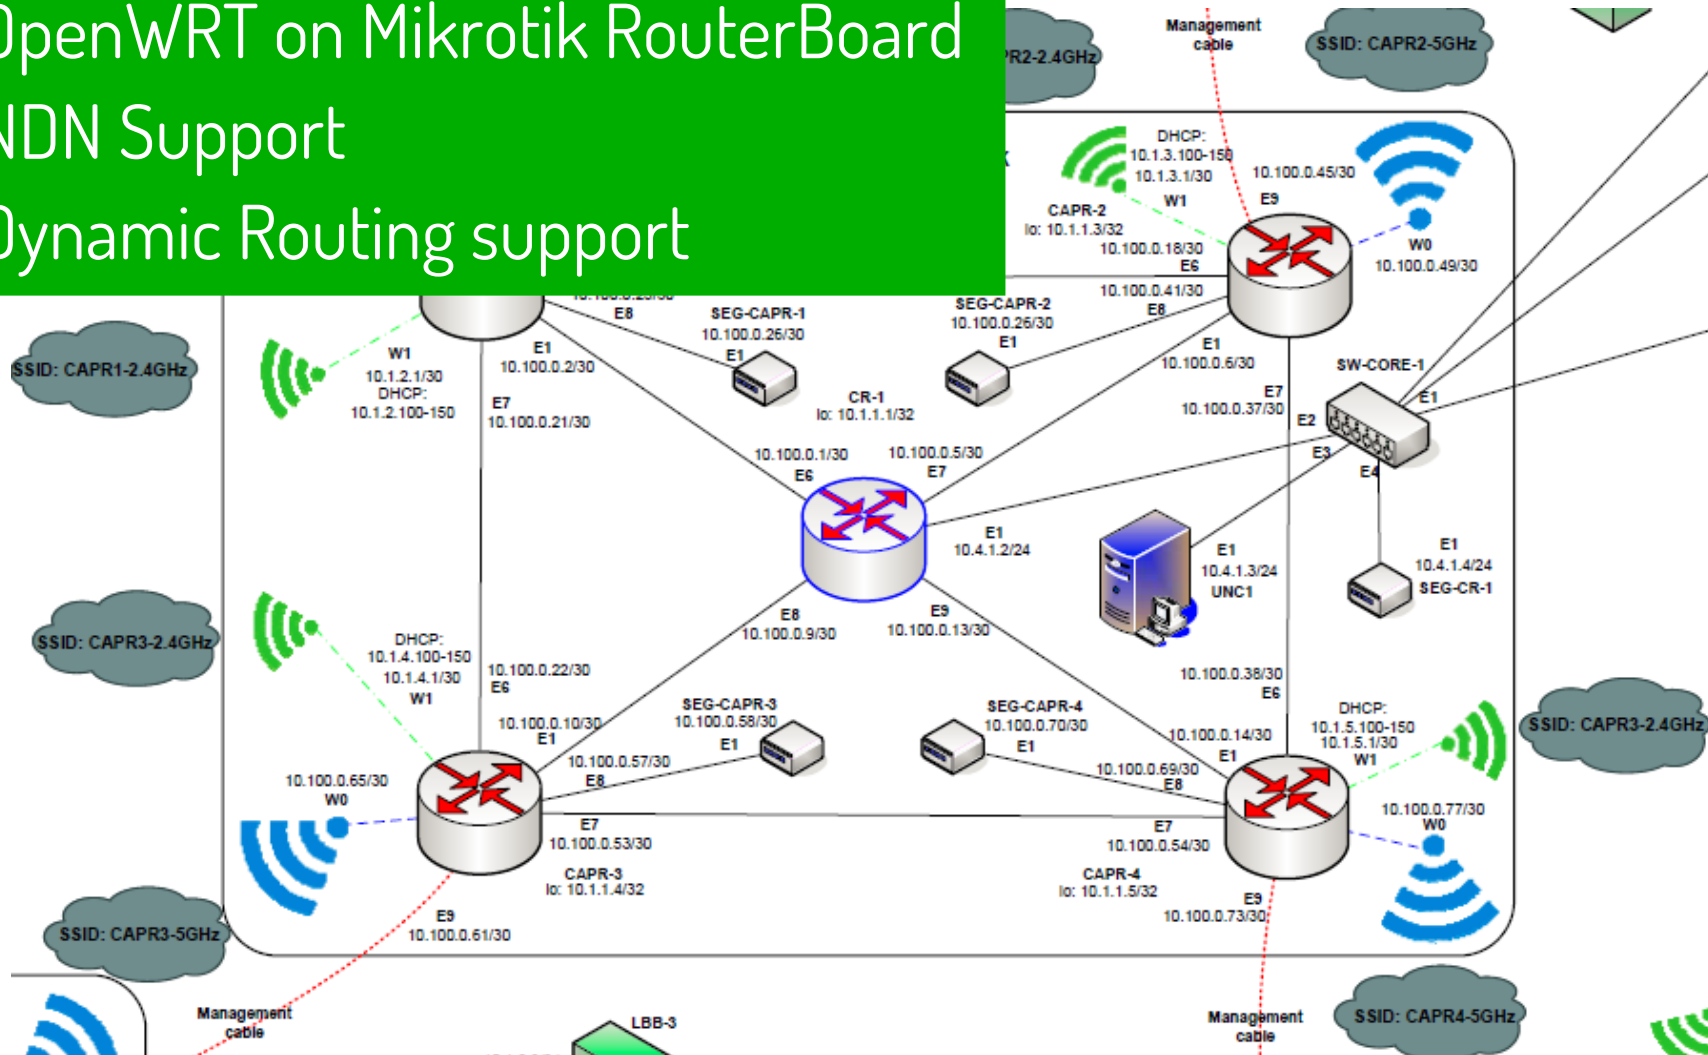 OpenWRT on Mikrotik RouterBoard
NDN Support
Dynamic Routing support
Management
cable
SSID: CAPR2-5GHz
PR2-2.4GHz
DHCP:
10.1.3.100-150
10.1.3.1/30
W1
10.100.0.45/30
E9
CAPR-2
lo: 10.1.1.3/32
10.100.0.18/30
E6
W0
10.100.0.49/30
10.100.0.41/30
E8
SEG-CAPR-2
10.100.0.26/30
E1
E8
SEG-CAPR-1
10.100.0.26/30
E1
SSID: CAPR1-2.4GHz
W1
10.1.2.1/30
DHCP:
10.1.2.100-150
E1
10.100.0.2/30
E7
10.100.0.21/30
CR-1
lo: 10.1.1.1/32
E1
10.100.0.6/30
E7
10.100.0.37/30
SW-CORE-1
E1
E2
E3
E4
10.100.0.1/30
E6
10.100.0.5/30
E7
E1
10.4.1.2/24
E1
10.4.1.3/24
UNC1
E1
10.4.1.4/24
SEG-CR-1
E8
10.100.0.9/30
E9
10.100.0.13/30
SSID: CAPR3-2.4GHz
DHCP:
10.1.4.100-150
10.1.4.1/30
W1
10.100.0.22/30
E6
10.100.0.10/30
E1
SEG-CAPR-3
10.100.0.58/30
E1
10.100.0.57/30
E8
SEG-CAPR-4
10.100.0.70/30
E1
10.100.0.69/30
E8
10.100.0.38/30
E6
10.100.0.14/30
E1
DHCP:
10.1.5.100-150
10.1.5.1/30
W1
SSID: CAPR3-2.4GHz
10.100.0.65/30
W0
10.100.0.77/30
W0
E7
10.100.0.53/30
E7
10.100.0.54/30
CAPR-3
lo: 10.1.1.4/32
CAPR-4
lo: 10.1.1.5/32
E9
10.100.0.61/30
E9
10.100.0.73/30
SSID: CAPR3-5GHz
Management
cable
LBB-3
Management
cable
SSID: CAPR4-5GHz